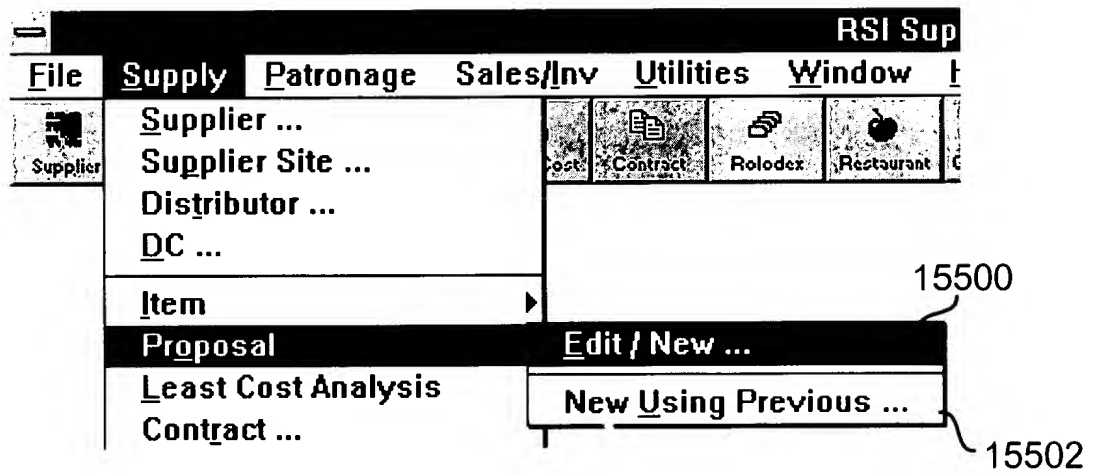 RSI Sup
File Supply Patronage Sales/Inv Utilities Window
Supplier Contract Rolodex Restaurant
Supplier ...
Supplier Site ...
Distributor ...
DC ...
Item
Proposal
Least Cost Analysis
Contract ...
15500
Edit / New ...
New Using Previous ...
15502